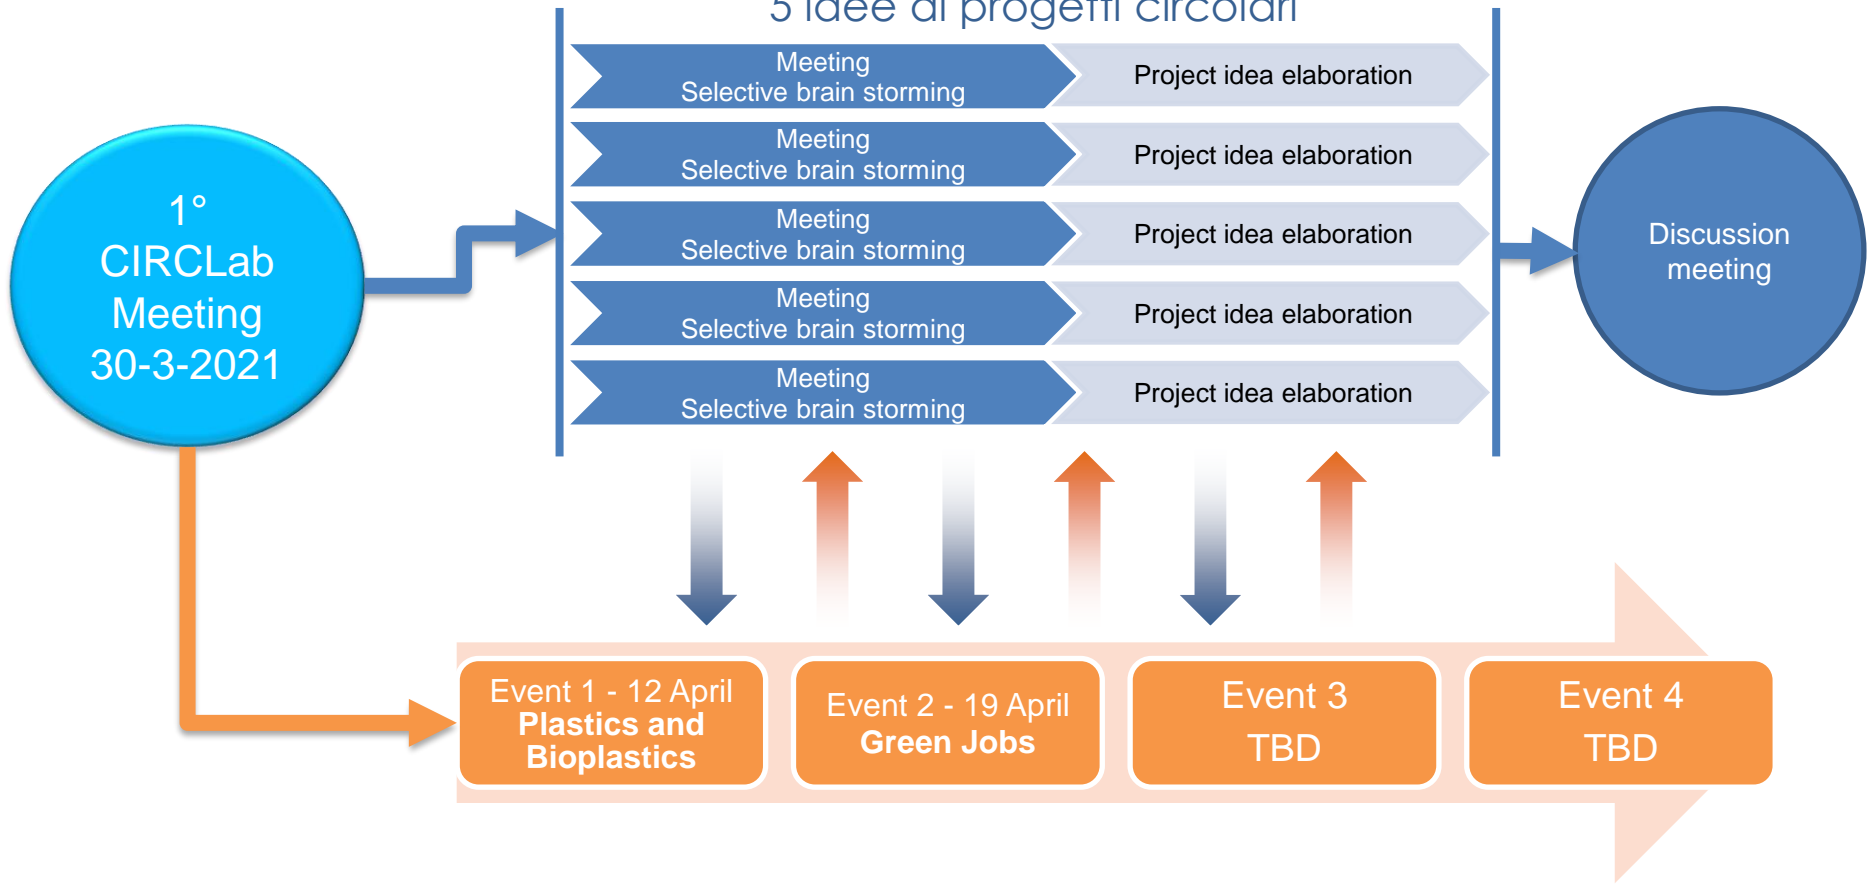 5 idee di progetti circolari
1°
CIRCLab
Meeting
30-3-2021
Meeting
Selective brain storming
Project idea elaboration
Meeting
Selective brain storming
Project idea elaboration
Meeting
Selective brain storming
Project idea elaboration
Meeting
Selective brain storming
Project idea elaboration
Meeting
Selective brain storming
Project idea elaboration
Discussion
meeting
Event 1 - 12 April
Plastics and
Bioplastics
Event 2 - 19 April
Green Jobs
Event 3
TBD
Event 4
TBD